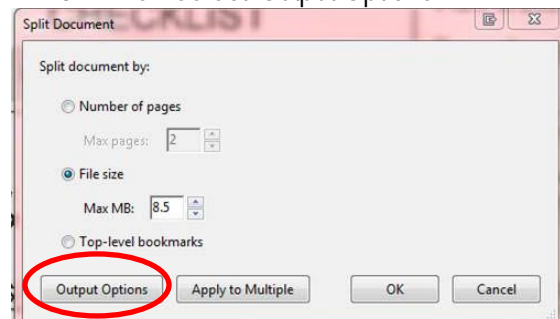 Split Document
Split document by:
Number of pages
Max pages: 2
File size
Max MB: 8.5
Top-level bookmarks
Output Options Apply to Multiple OK Cancel